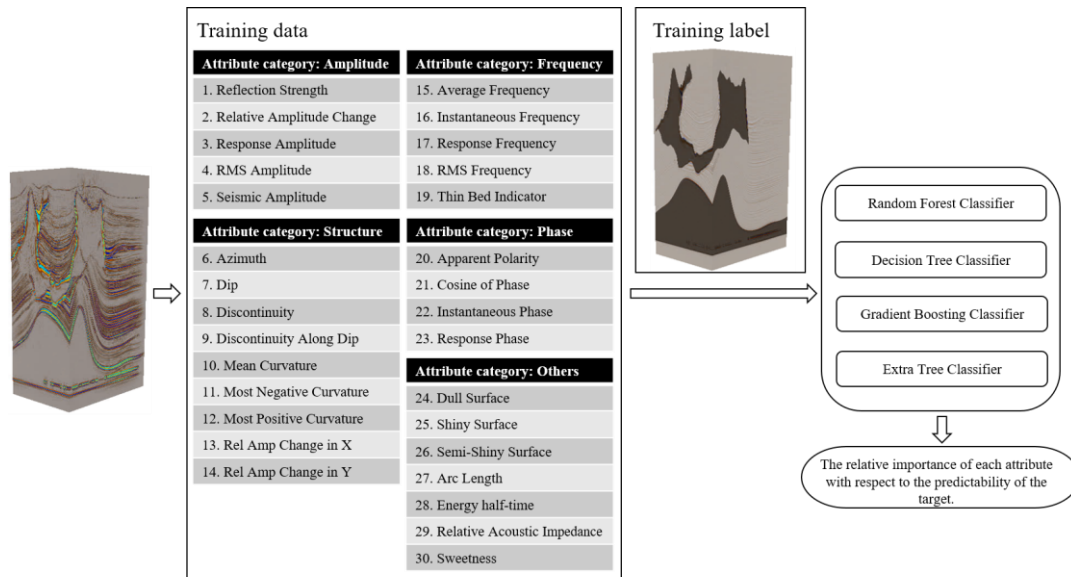 Training data
Attribute category: Amplitude
1. Reflection Strength
2. Relative Amplitude Change
3. Response Amplitude
4. RMS Amplitude
5. Seismic Amplitude
Attribute category: Structure
6. Azimuth
7. Dip
8. Discontinuity
9. Discontinuity Along Dip
10. Mean Curvature
11. Most Negative Curvature
12. Most Positive Curvature
13. Rel Amp Change in X
14. Rel Amp Change in Y
Attribute category: Frequency
15. Average Frequency
16. Instantaneous Frequency
17. Response Frequency
18. RMS Frequency
19. Thin Bed Indicator
Attribute category: Phase
20. Apparent Polarity
21. Cosine of Phase
22. Instantaneous Phase
23. Response Phase
Attribute category: Others
24. Dull Surface
25. Shiny Surface
26. Semi-Shiny Surface
27. Arc Length
28. Energy half-time
29. Relative Acoustic Impedance
30. Sweetness
Training label
Random Forest Classifier
Decision Tree Classifier
Gradient Boosting Classifier
Extra Tree Classifier
The relative importance of each attribute
with respect to the predictability of the
target.